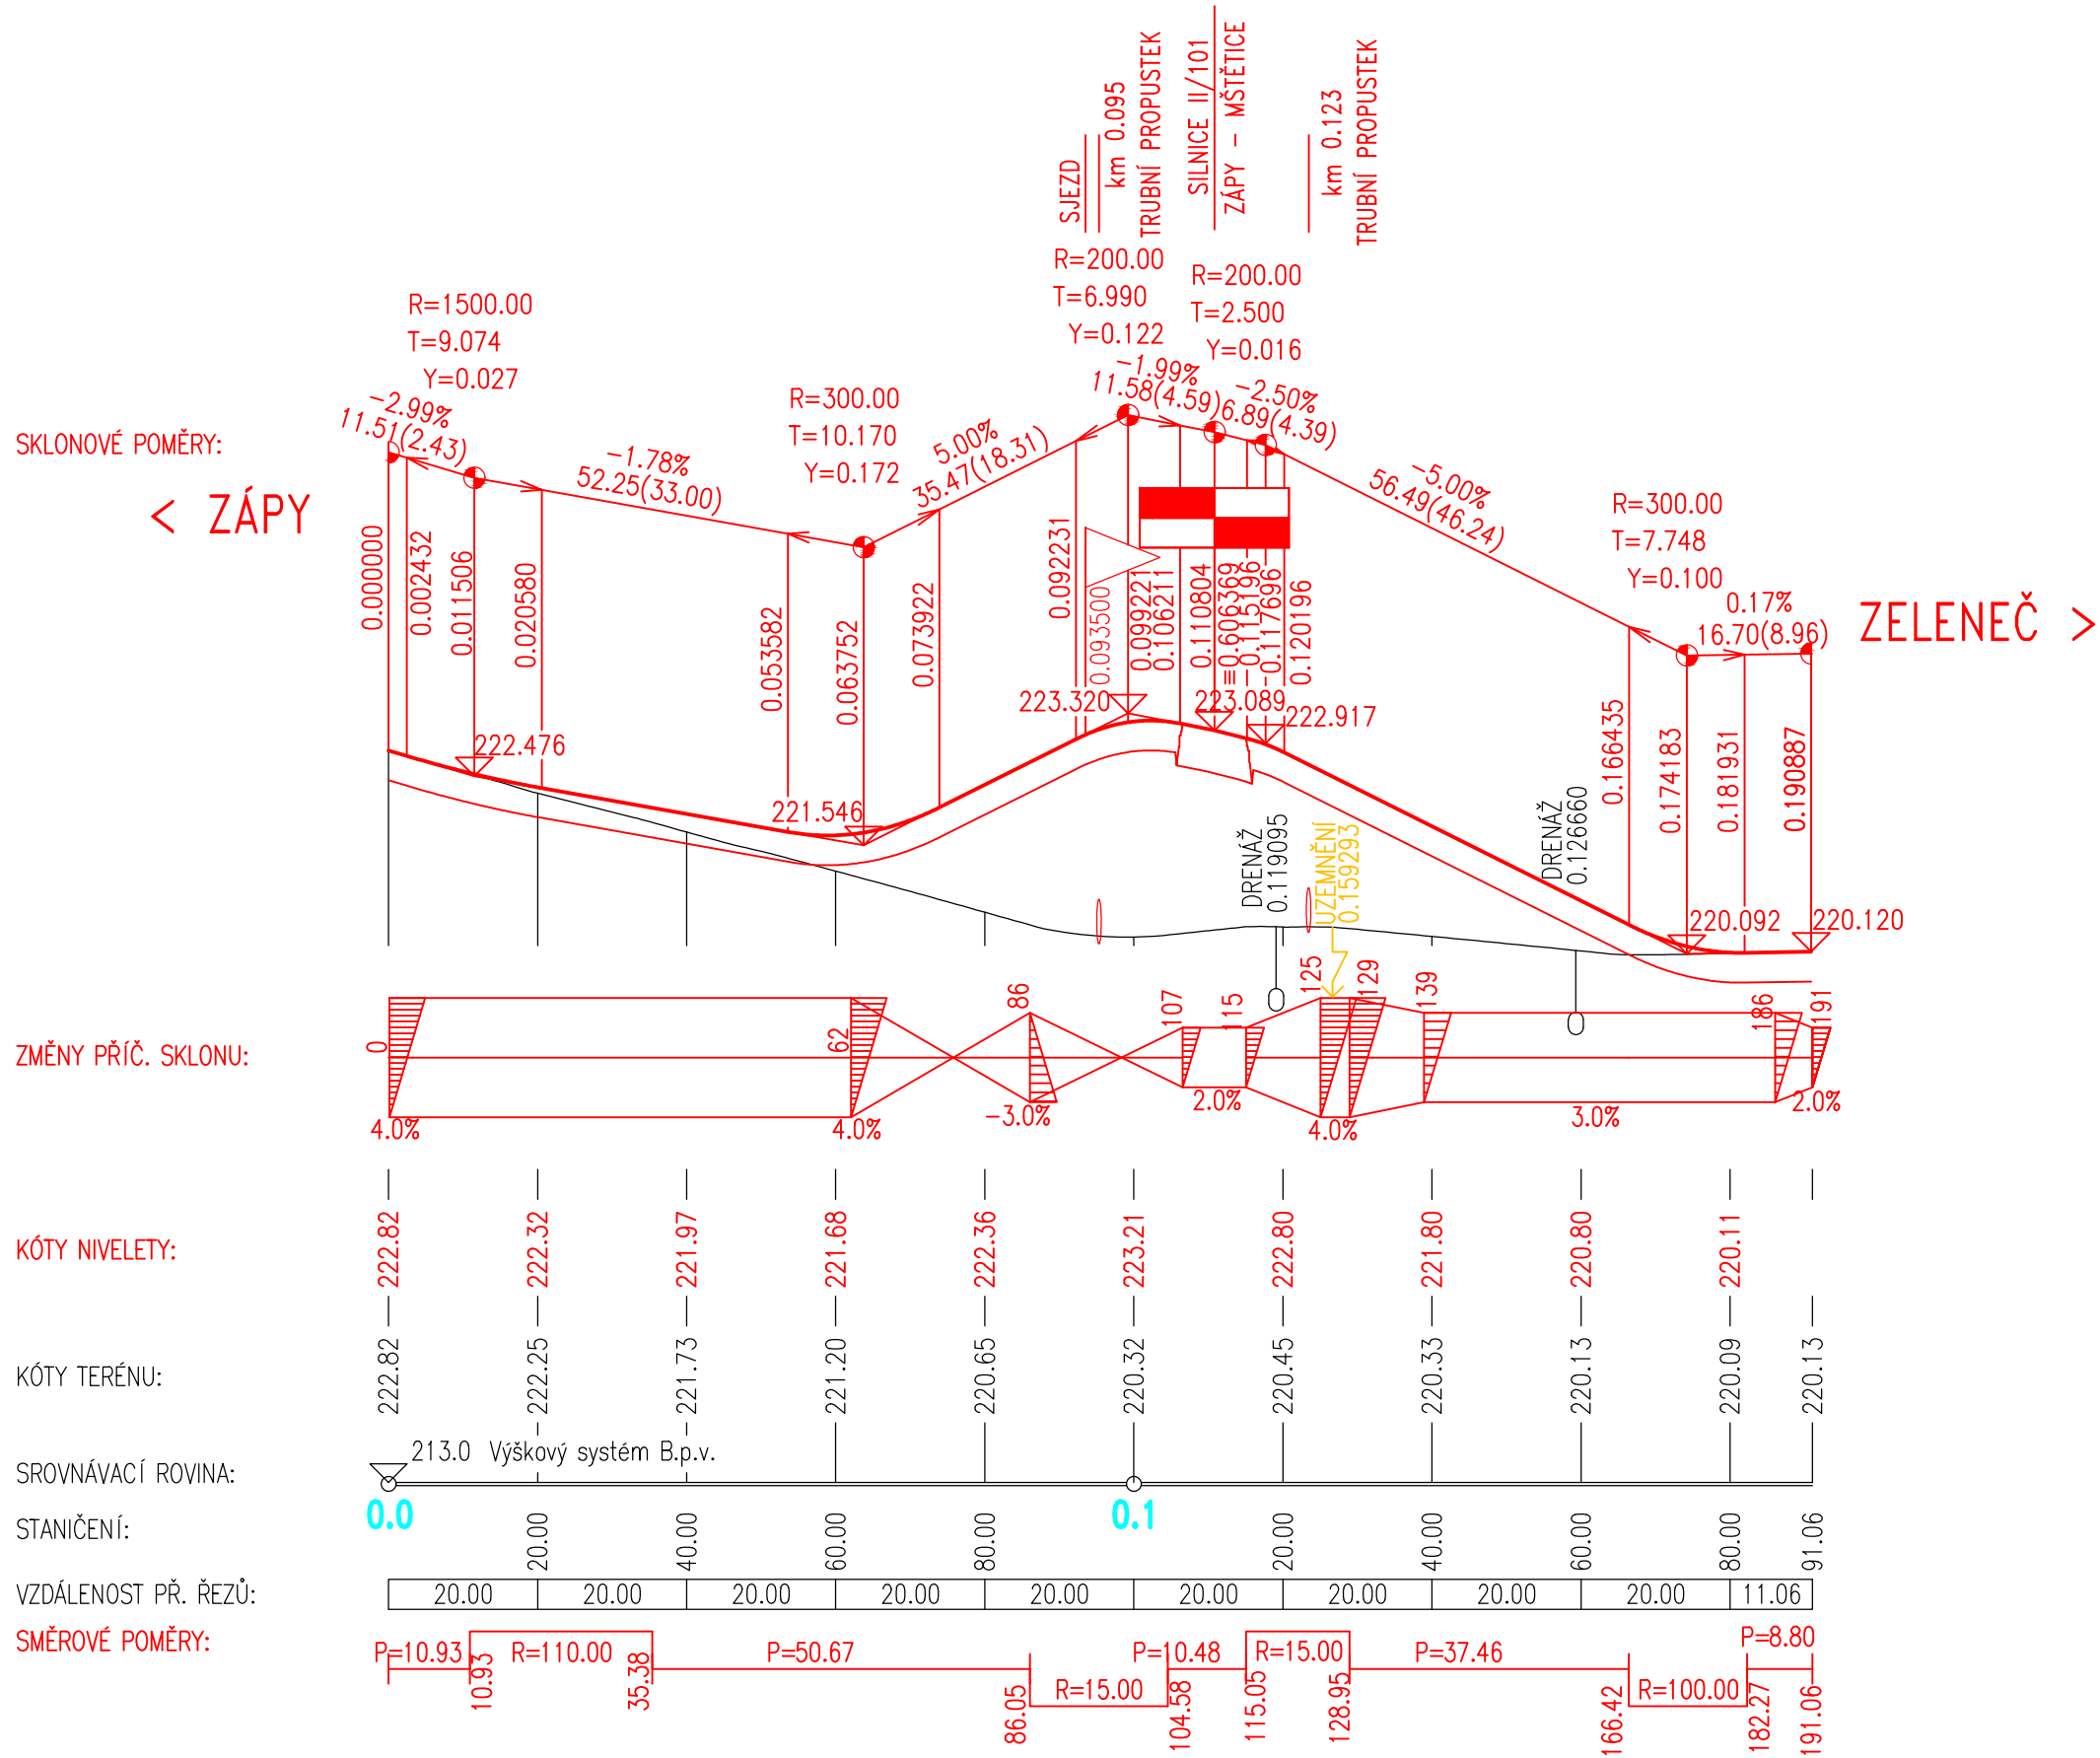 SJEZD
km 0.095
TRUBNÍ PROPUSTEK
SILNICE II/101
ZÁPY - MŠTĚTICE
km 0.123
TRUBNÍ PROPUSTEK
R=1500.00
T=9.074
Y=0.027
R=300.00
T=10.170
Y=0.172
R=200.00
T=6.990
Y=0.122
R=200.00
T=2.500
Y=0.016
R=300.00
T=7.748
Y=0.100
SKLONOVÉ POMĚRY:
-2.99%
11.51(2.43)
-1.78%
52.25(33.00)
5.00%
35.47(18.31)
-1.99%
11.58(4.59)
-2.50%
6.89(4.39)
-5.00%
56.49(46.24)
0.17%
16.70(8.96)
< ZÁPY
ZELENEČ >
0.000000
0.002432
0.011506
0.020580
0.053582
0.063752
0.073922
0.092231
0.093500
0.099221
0.106211
0.110804
≡0.606369
0.115196
0.117696
0.120196
0.166435
0.174183
0.181931
0.190887
222.476
221.546
223.320
223.089
222.917
220.092
220.120
DRENÁŽ
0.119095
UZEMNĚNÍ
0.159293
DRENÁŽ
0.126660
ZMĚNY PŘÍČ. SKLONU:
0
62
86
107
115
125
129
139
186
191
4.0%
4.0%
-3.0%
2.0%
4.0%
3.0%
2.0%
KÓTY NIVELETY:
222.82
222.32
221.97
221.68
222.36
223.21
222.80
221.80
220.80
220.11
KÓTY TERÉNU:
222.82
222.25
221.73
221.20
220.65
220.32
220.45
220.33
220.13
220.09
220.13
SROVNÁVACÍ ROVINA:
213.0 Výškový systém B.p.v.
0.0
0.1
STANIČENÍ:
20.00
40.00
60.00
80.00
20.00
40.00
60.00
80.00
91.06
VZDÁLENOST PŘ. ŘEZŮ:
20.00
20.00
20.00
20.00
20.00
20.00
20.00
20.00
20.00
11.06
SMĚROVÉ POMĚRY:
P=10.93
10.93
R=110.00
35.38
P=50.67
86.05
R=15.00
104.58
P=10.48
115.05
R=15.00
128.95
P=37.46
166.42
R=100.00
182.27
P=8.80
191.06